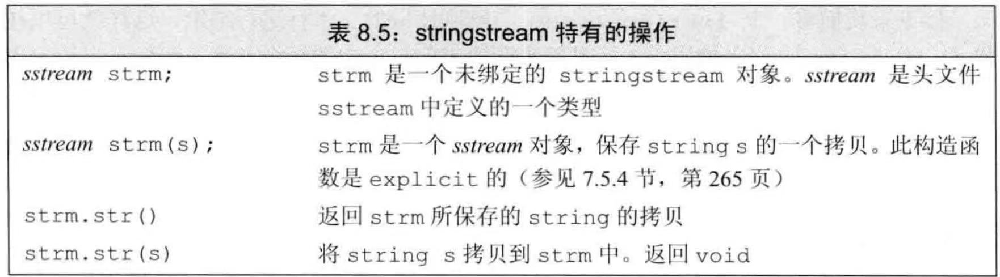 表 8.5：stringstream 特有的操作
sstream strm; strm 是一个未绑定的 stringstream 对象。sstream 是头文件
sstream 中定义的一个类型
sstream strm(s); strm 是一个 sstream 对象，保存 string s 的一个拷贝。此构造函
数是 explicit 的（参见 7.5.4 节，第 265 页）
strm.str() 返回 strm 所保存的 string 的拷贝
strm.str(s) 将 string s 拷贝到 strm 中。返回 void